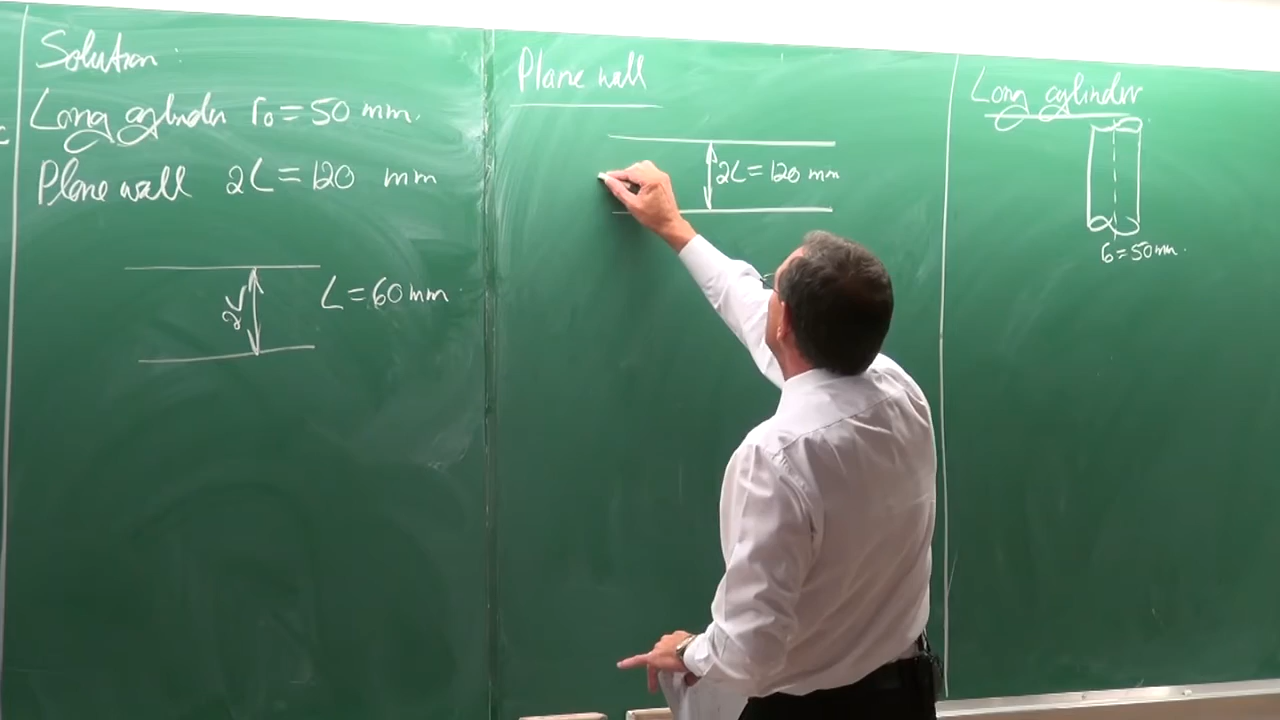 Solution:
Long cylinder r₀ = 50 mm.
Plane wall 2L = 120 mm
2L
L = 60 mm
Plane wall
2L = 120 mm
Long cylinder
r₀ = 50 mm.